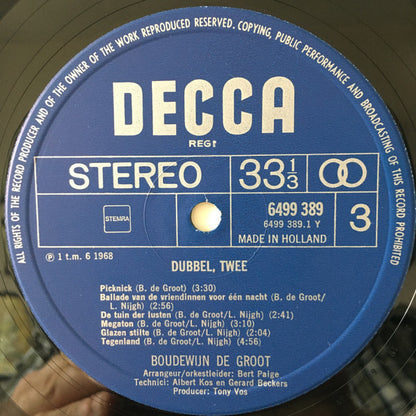 ALL RIGHTS OF THE RECORD PRODUCER AND OF THE OWNER OF THE WORK REPRODUCED RESERVED. COPYING, PUBLIC PERFORMANCE AND BROADCASTING OF THIS RECORD PROHIBITED
DECCA
REGT
STEREO 33 1/3
STEMRA
6499 389
6499 389.1 Y
MADE IN HOLLAND
3
Ⓟ 1 t.m. 6 1968
DUBBEL, TWEE
Picknick (B. de Groot) (3:30)
Ballade van de vriendinnen voor één nacht (B. de Groot/
L. Nijgh) (2:56)
De tuin der lusten (B. de Groot/L. Nijgh) (2:41)
Megaton (B. de Groot/L. Nijgh) (3:10)
Glazen stilte (B. de Groot/L. Nijgh) (2:04)
Tegenland (B. de Groot/L. Nijgh) (4:56)
BOUDEWIJN DE GROOT
Arrangeur/orkestleider: Bert Paige
Technici: Albert Kos en Gerard Beckers
Producer: Tony Vos